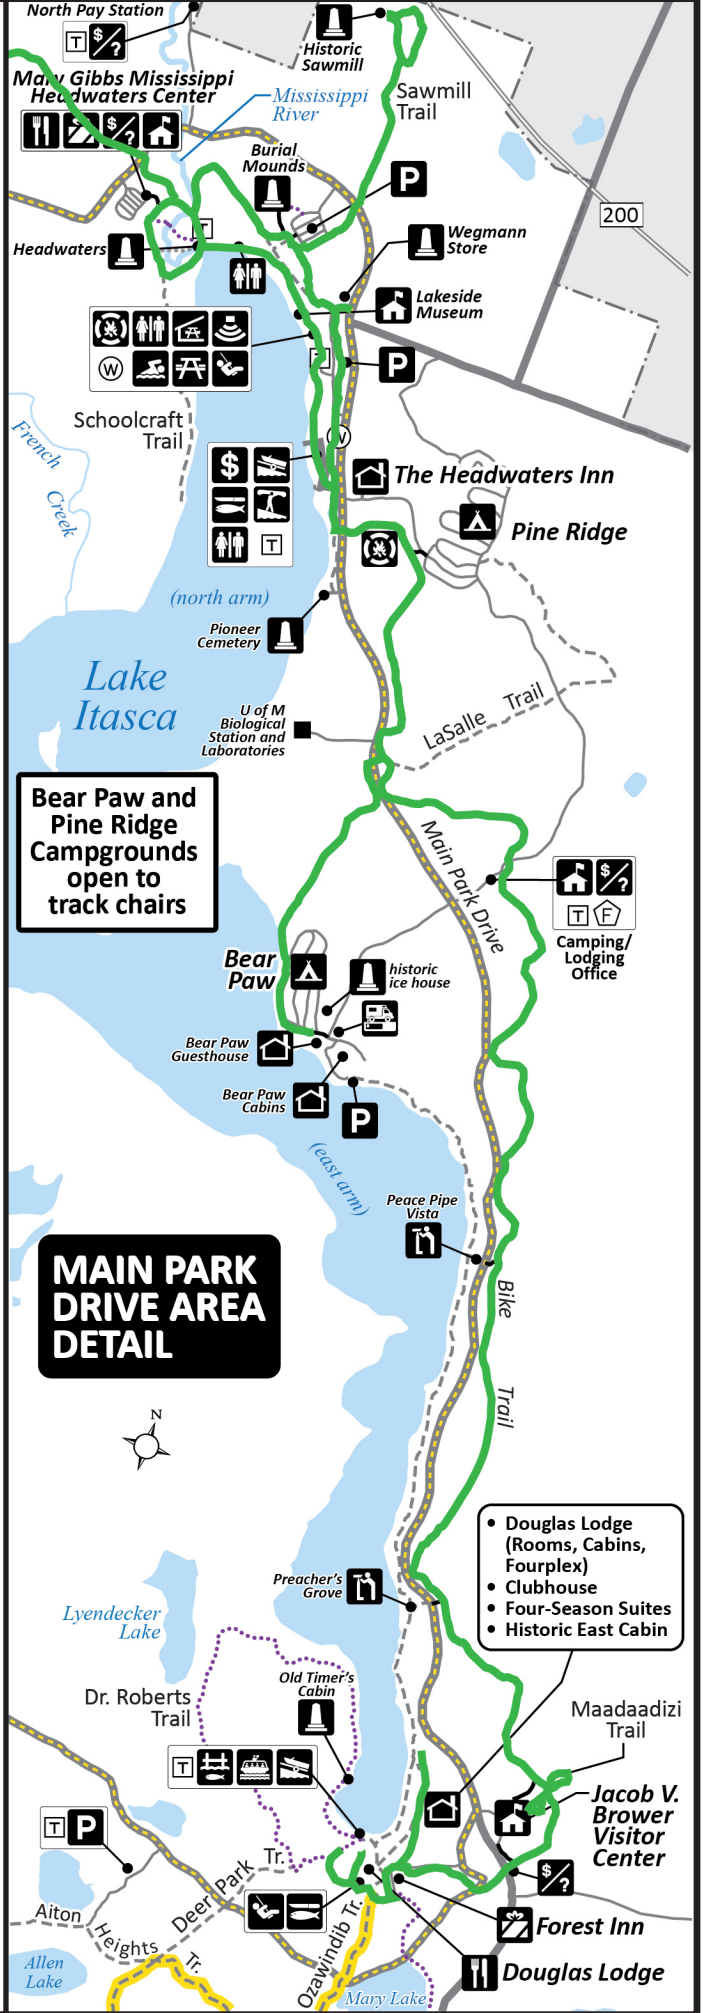 North Pay Station
T $/?
Historic
Sawmill
Mary Gibbs Mississippi
Headwaters Center
$/?
Mississippi
River
Sawmill
Trail
Burial
Mounds
P
200
T
Headwaters
Wegmann
Store
Lakeside
Museum
W
T
P
Schoolcraft
Trail
French
Creek
W
$
T
The Headwaters Inn
Pine Ridge
(north arm)
Pioneer
Cemetery
Lake
Itasca
U of M
Biological
Station and
Laboratories
LaSalle Trail
Bear Paw and
Pine Ridge
Campgrounds
open to
track chairs
Main Park Drive
$/?
T F
Camping/
Lodging
Office
Bear
Paw
historic
ice house
Bear Paw
Guesthouse
Bear Paw
Cabins
P
(east arm)
Peace Pipe
Vista
MAIN PARK
DRIVE AREA
DETAIL
Bike
Trail
N
• Douglas Lodge
(Rooms, Cabins,
Fourplex)
• Clubhouse
• Four-Season Suites
• Historic East Cabin
Preacher's
Grove
Lyendecker
Lake
Dr. Roberts
Trail
Old Timer's
Cabin
Maadaadizi
Trail
T
Jacob V.
Brower
Visitor
Center
T P
$/?
Deer Park Tr.
Aiton
Heights
Tr.
Ozawindib Tr.
Forest Inn
Douglas Lodge
Allen
Lake
Mary Lake